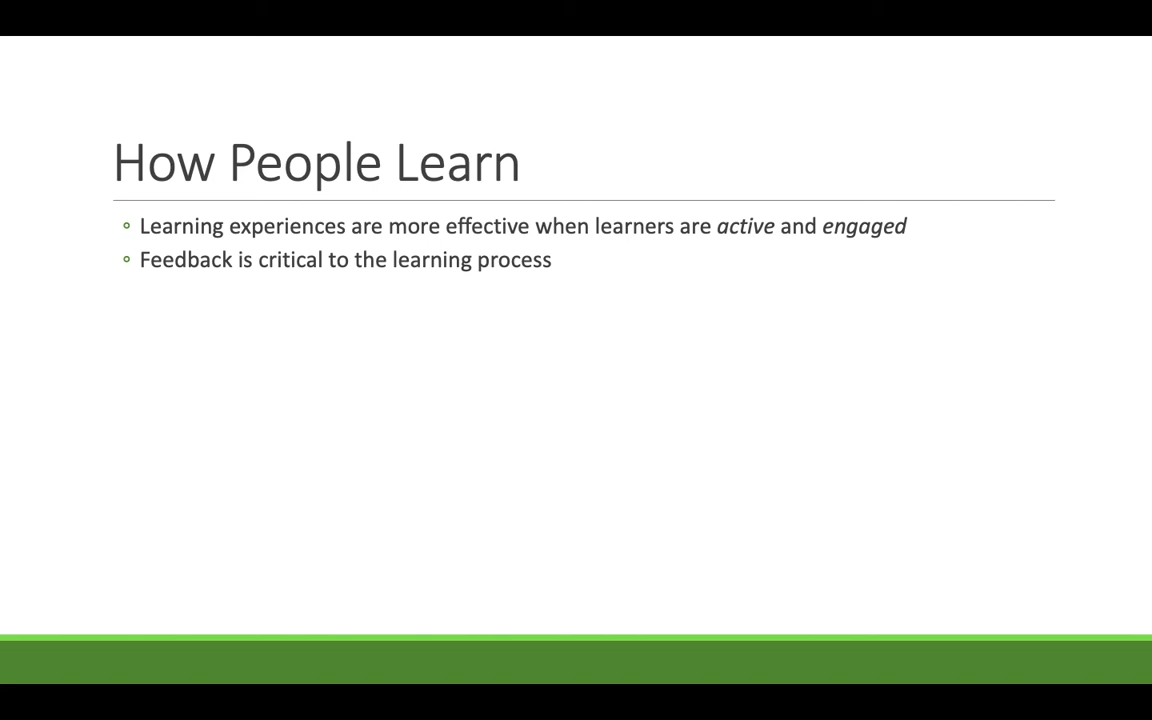 How People Learn
◦ Learning experiences are more effective when learners are active and engaged
◦ Feedback is critical to the learning process